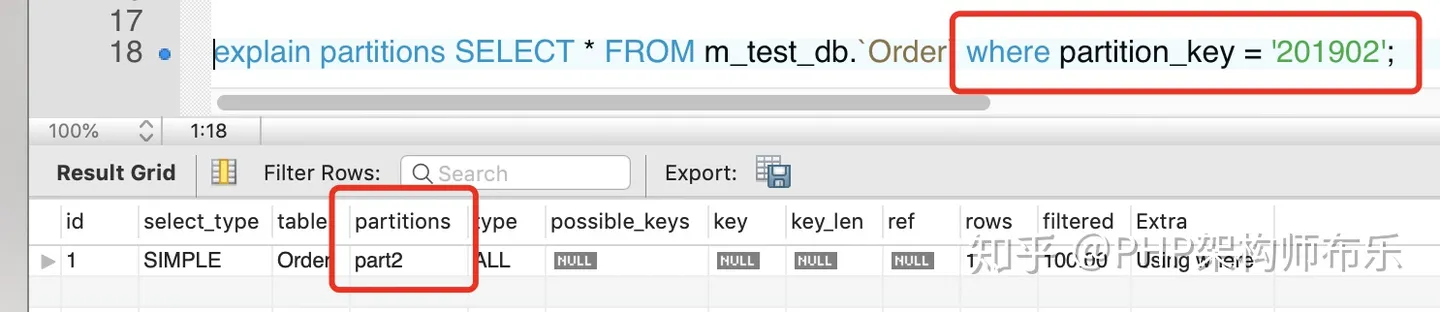 17
18 explain partitions SELECT * FROM m_test_db.`Order` where partition_key = '201902';
100% 1:18
Result Grid Filter Rows: Search Export:
id select_type table partitions type possible_keys key key_len ref rows filtered Extra
1 SIMPLE Order part2 ALL NULL NULL NULL NULL 1 100.00 Using where
知乎 @PHP架构师布乐